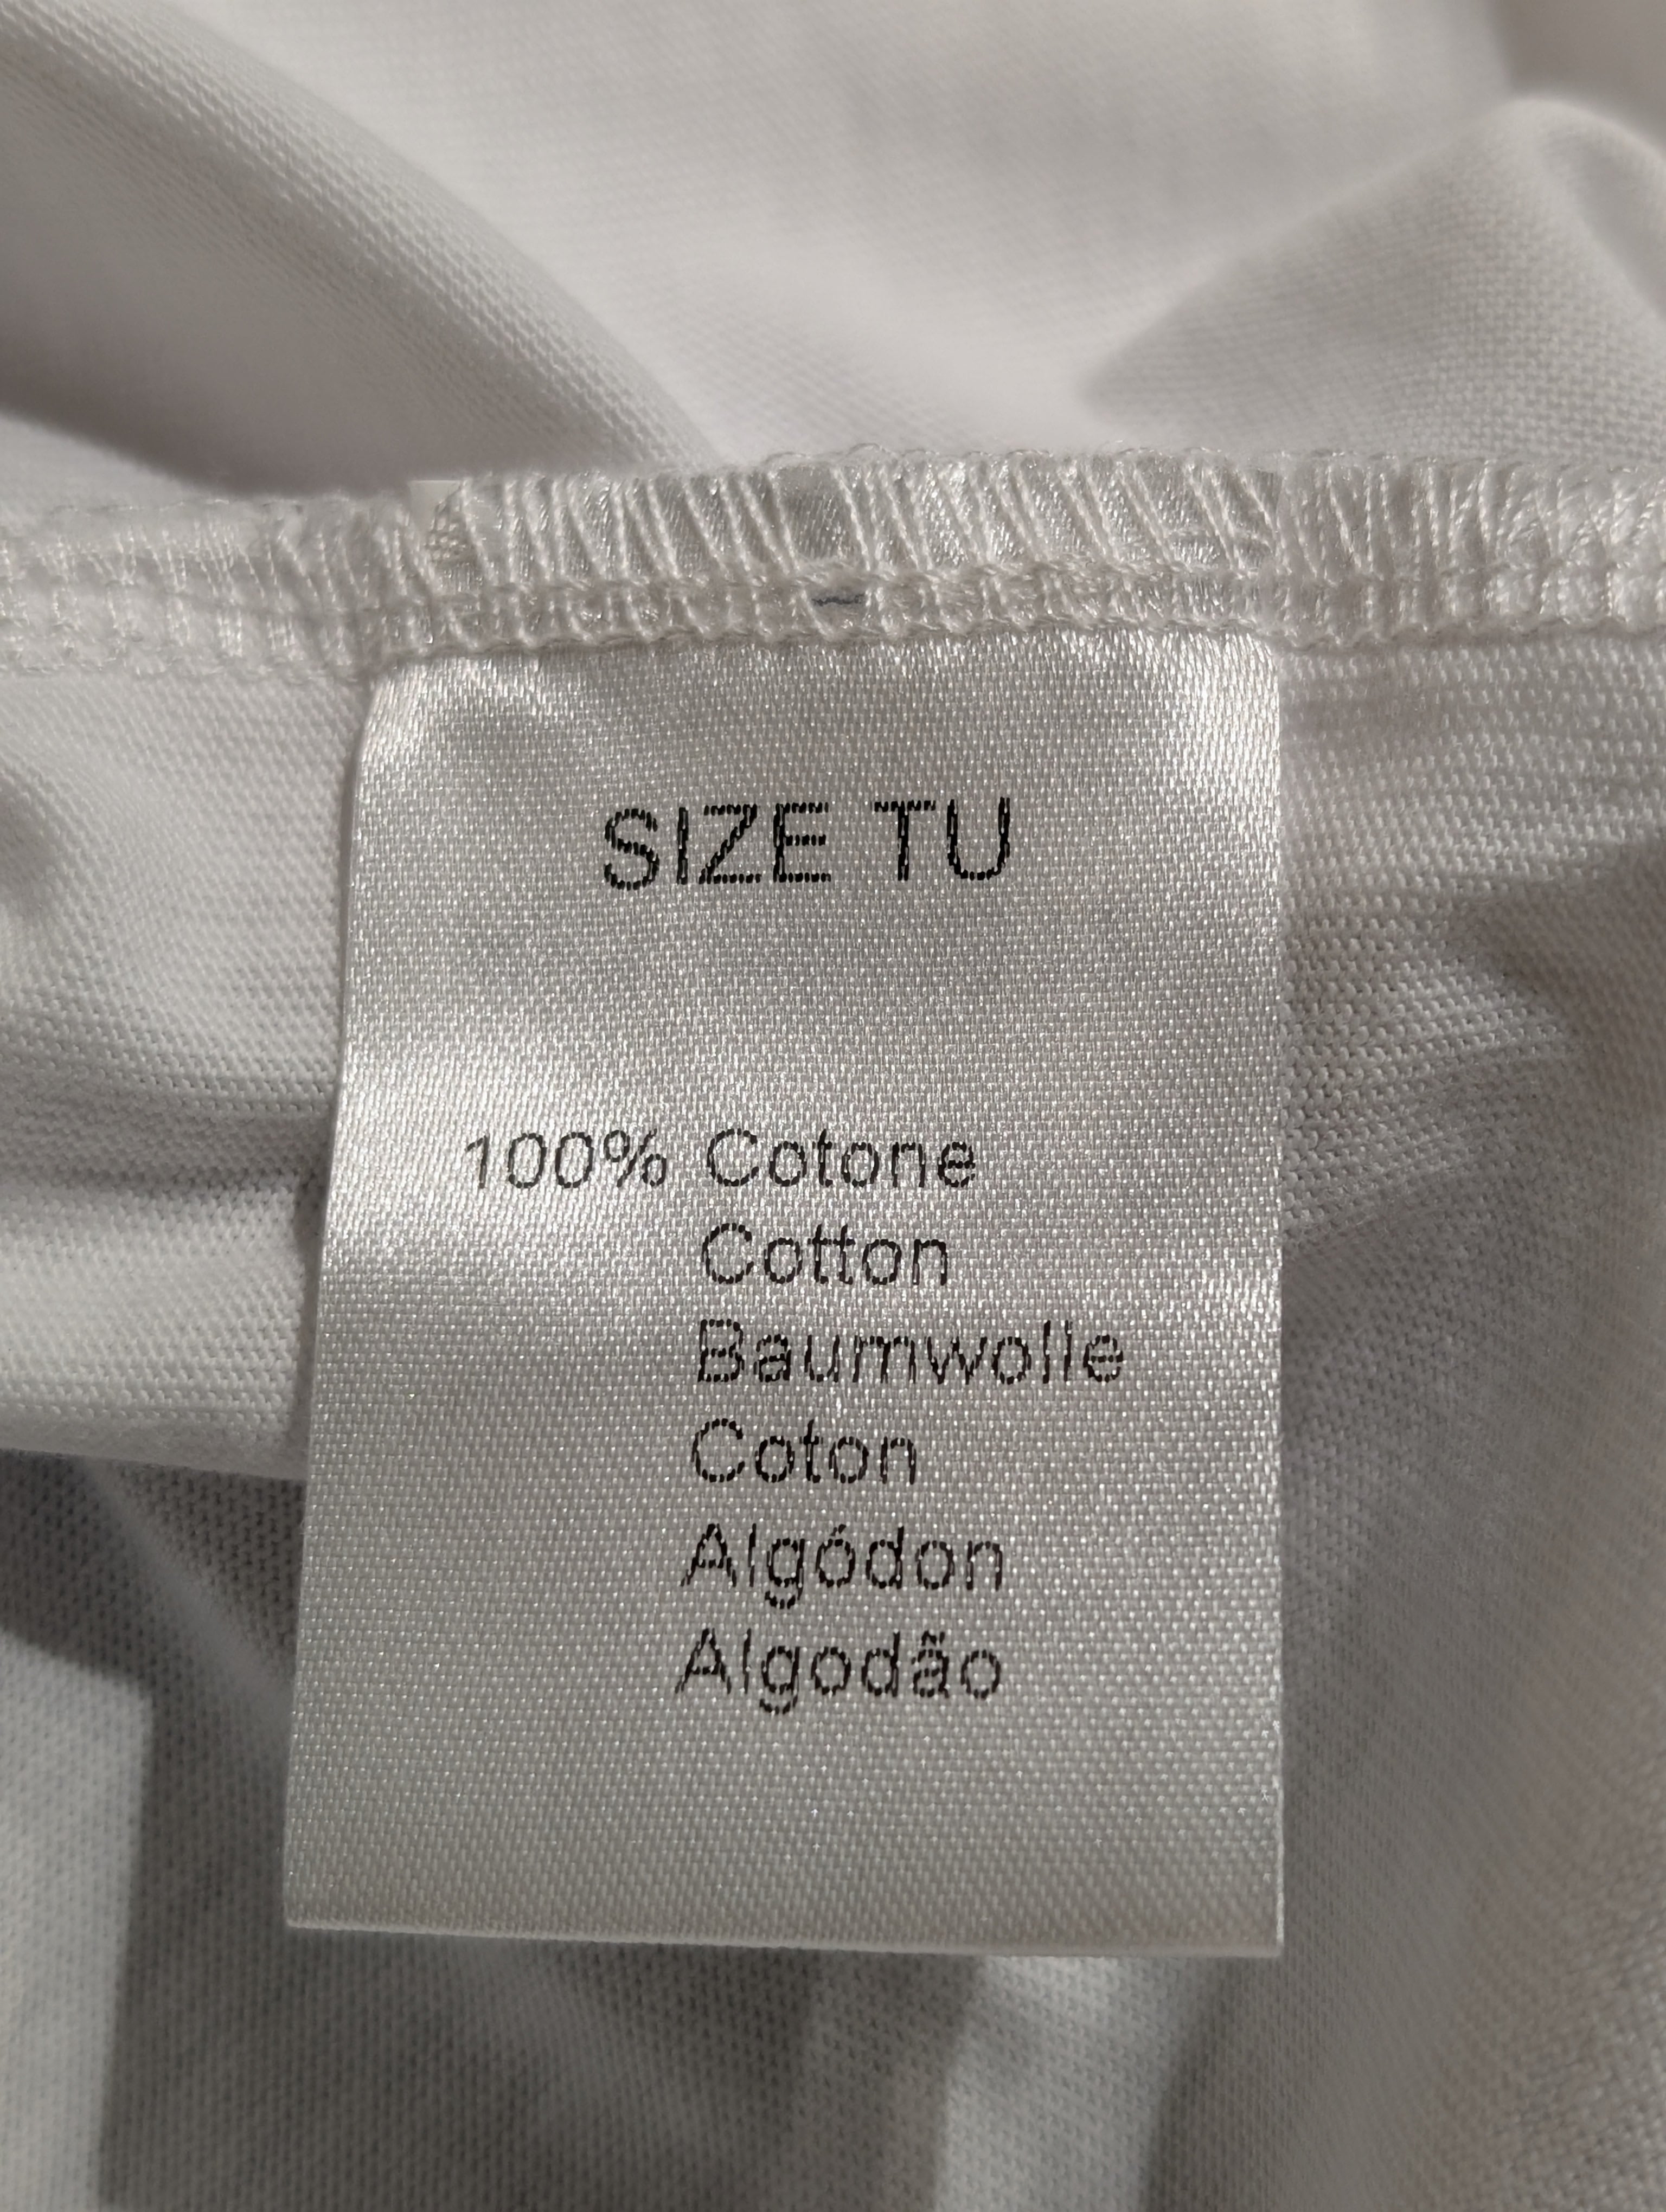 SIZE TU
100% Cotone
Cotton
Baumwolle
Coton
Algódon
Algodão